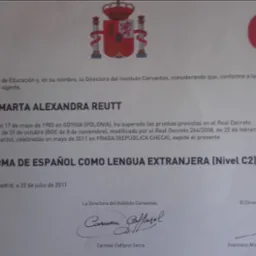 de Educación y, en su nombre, la Directora del Instituto Cervantes, considerando que, conforme a l
MARTA ALEXANDRA REUTT
17 de mayo de 1980 en GDYNIA (POLONIA), ha superado las pruebas previstas en el Real Decreto
de 31 de octubre 2002 de 8 de noviembre), modificado por el Real Decreto 264/2008, de 22 de febrero
celebradas en mayo de 2011 en PRAGA (REPÚBLICA CHECA), expide el presente
OMA DE ESPAÑOL COMO LENGUA EXTRANJERA (Nivel C2)
22 de julio de 2011
La Directora del Instituto Cervantes,
El Direc
Carmen Caffarel Serra
Francisco M